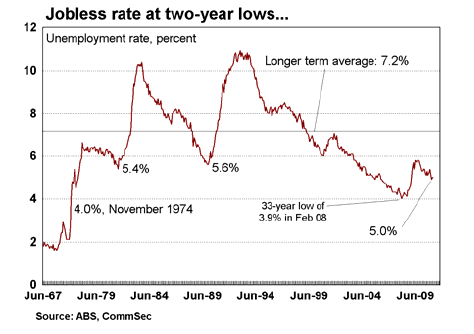 Jobless rate at two-year lows...
Unemployment rate, percent
12
10
8
6
4
2
0
Longer term average: 7.2%
5.4%
5.6%
4.0%, November 1974
33-year low of
3.9% in Feb 08
5.0%
Jun-67 Jun-79 Jun-84 Jun-89 Jun-94 Jun-99 Jun-04 Jun-09
Source: ABS, CommSec